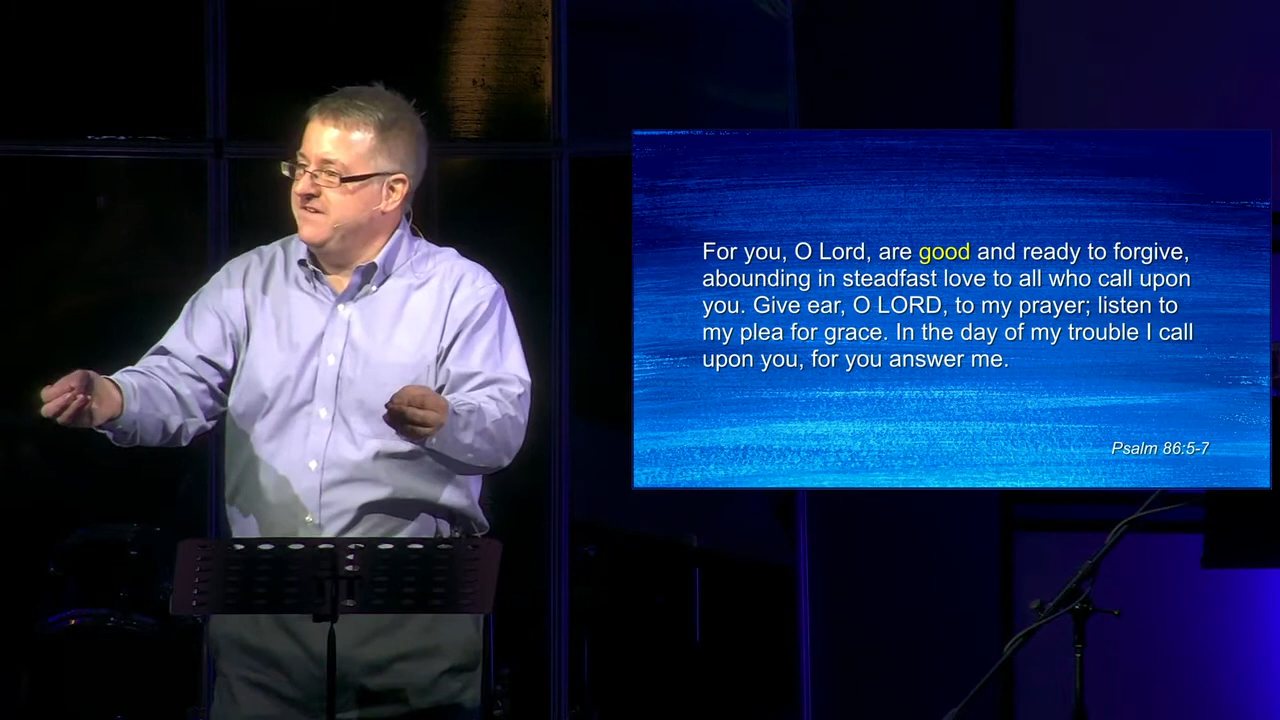 For you, O Lord, are good and ready to forgive,
abounding in steadfast love to all who call upon
you. Give ear, O LORD, to my prayer; listen to
my plea for grace. In the day of my trouble I call
upon you, for you answer me.
Psalm 86:5-7